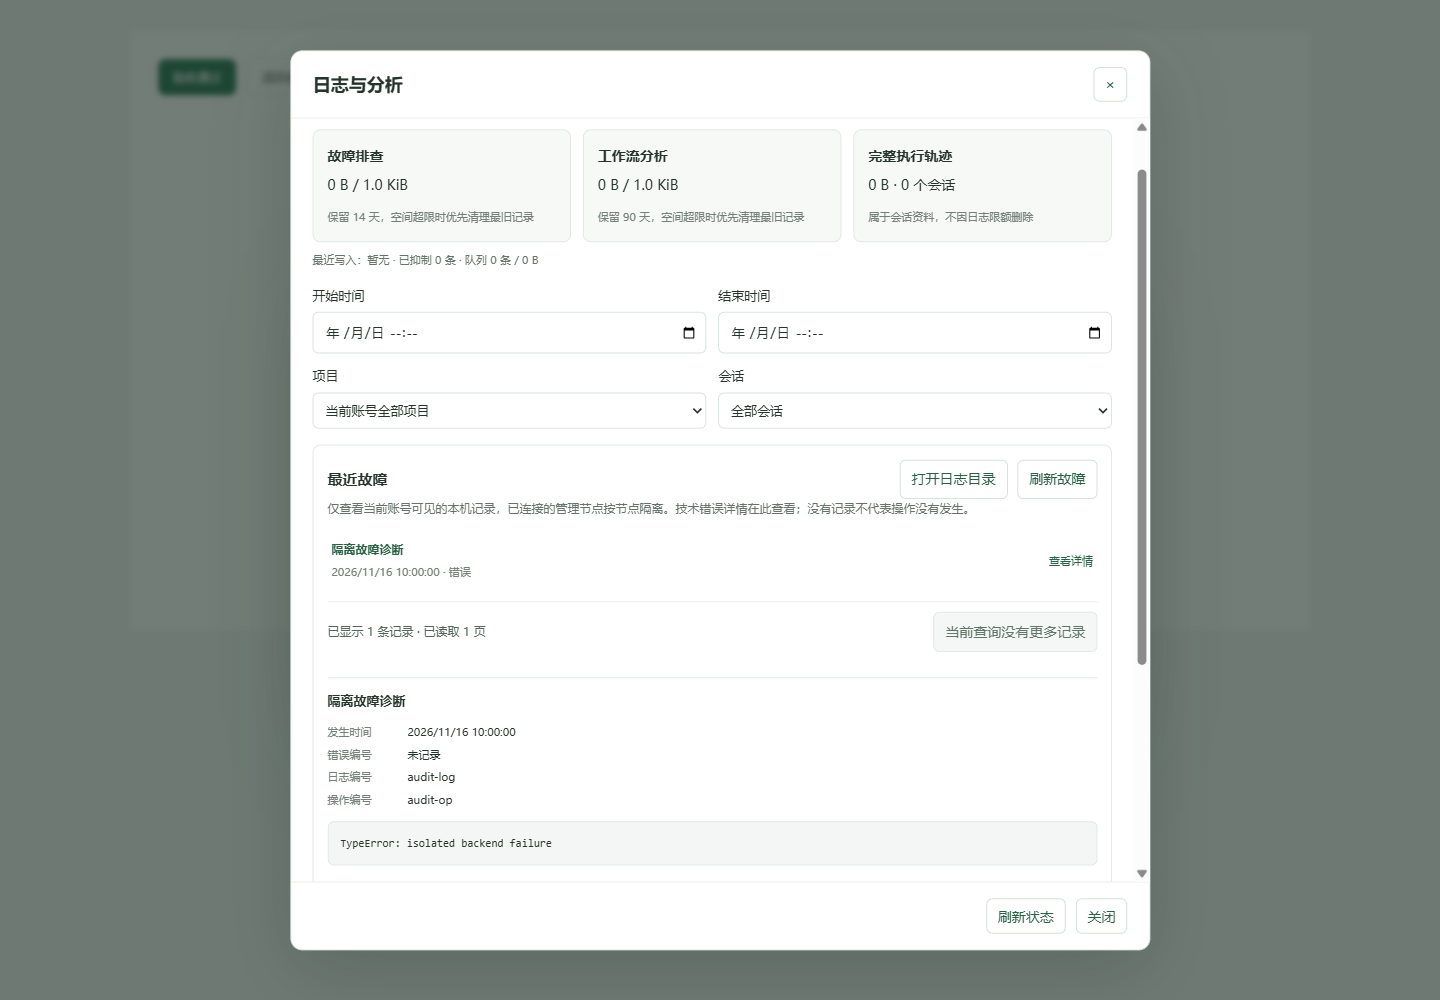 日志与分析
×
故障排查
0 B / 1.0 KiB
保留 14 天，空间超限时优先清理最旧记录
工作流分析
0 B / 1.0 KiB
保留 90 天，空间超限时优先清理最旧记录
完整执行轨迹
0 B · 0 个会话
属于会话资料，不因日志限额删除
最近写入：暂无 · 已抑制 0 条 · 队列 0 条 / 0 B
开始时间
年 /月/日 --:--
结束时间
年 /月/日 --:--
项目
当前账号全部项目
会话
全部会话
最近故障
打开日志目录
刷新故障
仅查看当前账号可见的本机记录，已连接的管理节点按节点隔离。技术错误详情在此查看；没有记录不代表操作没有发生。
隔离故障诊断
2026/11/16 10:00:00 · 错误
查看详情
已显示 1 条记录 · 已读取 1 页
当前查询没有更多记录
隔离故障诊断
发生时间 2026/11/16 10:00:00
错误编号 未记录
日志编号 audit-log
操作编号 audit-op
TypeError: isolated backend failure
刷新状态
关闭